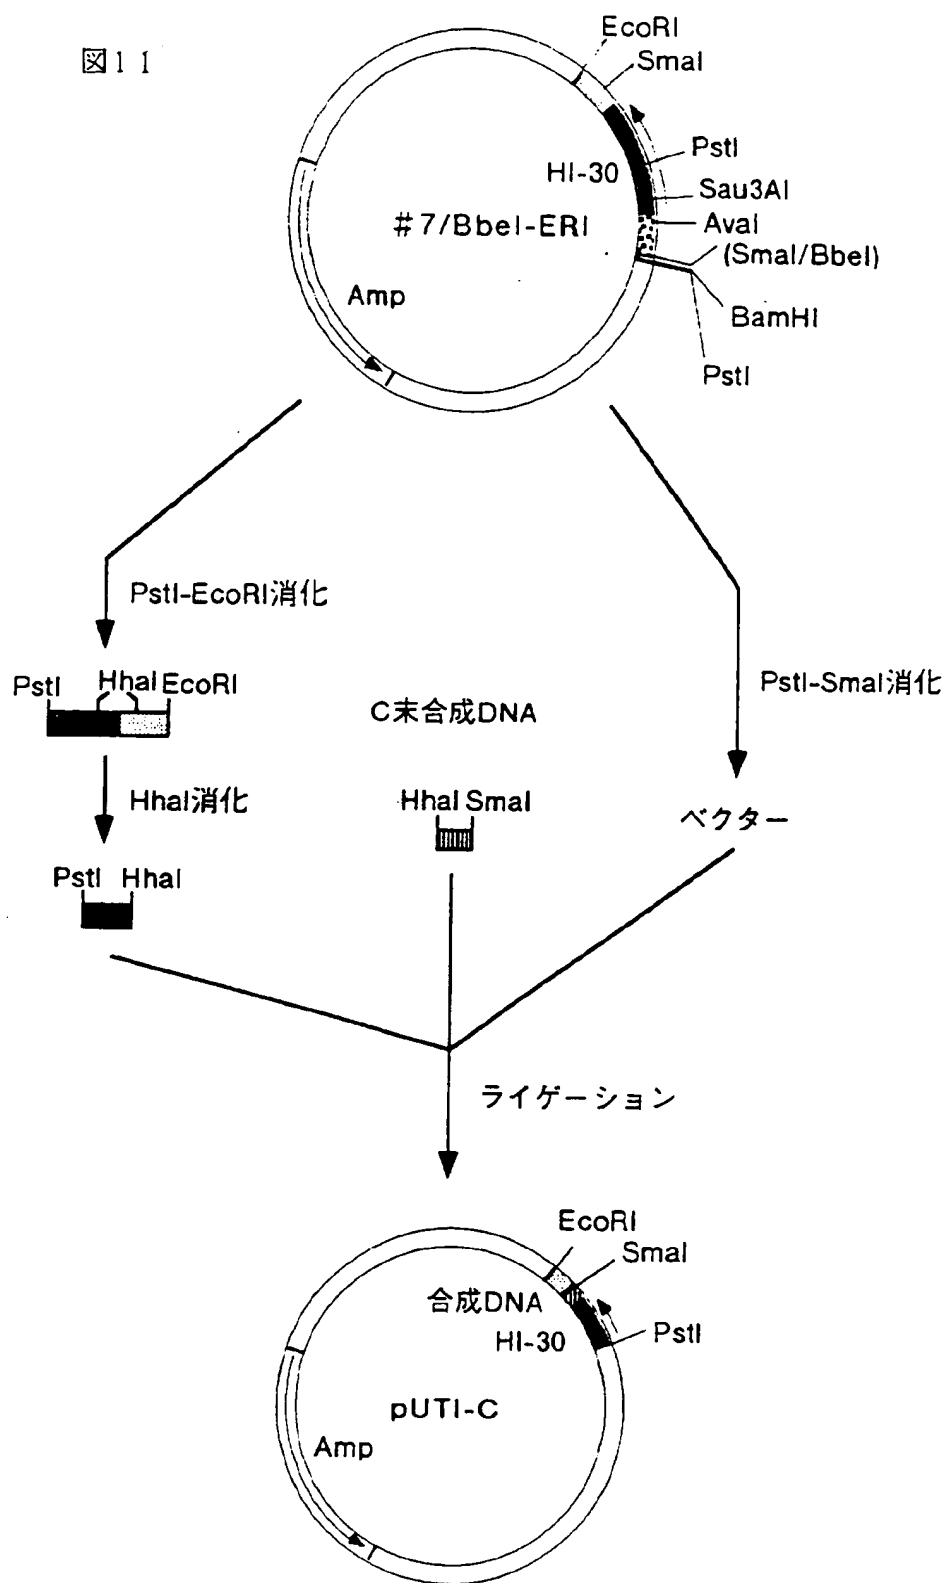 図11
EcoRI
SmaI
PstI
HI-30
Sau3AI
AvaI
#7/BbeI-ERI
(SmaI/BbeI)
Amp
BamHI
PstI
PstI-EcoRI消化
PstI HhaI EcoRI
PstI-SmaI消化
C末合成DNA
HhaI消化
HhaI SmaI
ベクター
PstI HhaI
ライゲーション
EcoRI
SmaI
合成DNA
HI-30
PstI
pUTI-C
Amp